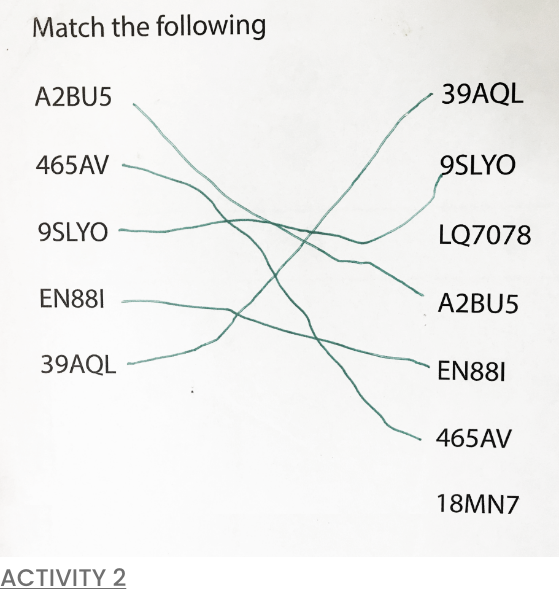 Match the following
A2BU5
465AV
9SLYO
EN88I
39AQL
39AQL
9SLYO
LQ7078
A2BU5
EN88I
465AV
18MN7
ACTIVITY 2